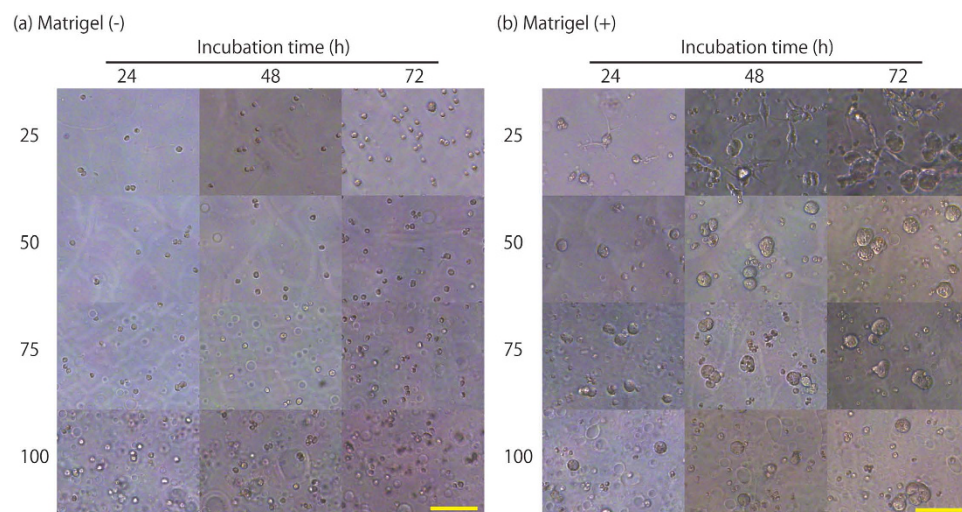 (a) Matrigel (-)
Incubation time (h)
24 48 72
25
50
75
100
(b) Matrigel (+)
Incubation time (h)
24 48 72
25
50
75
100